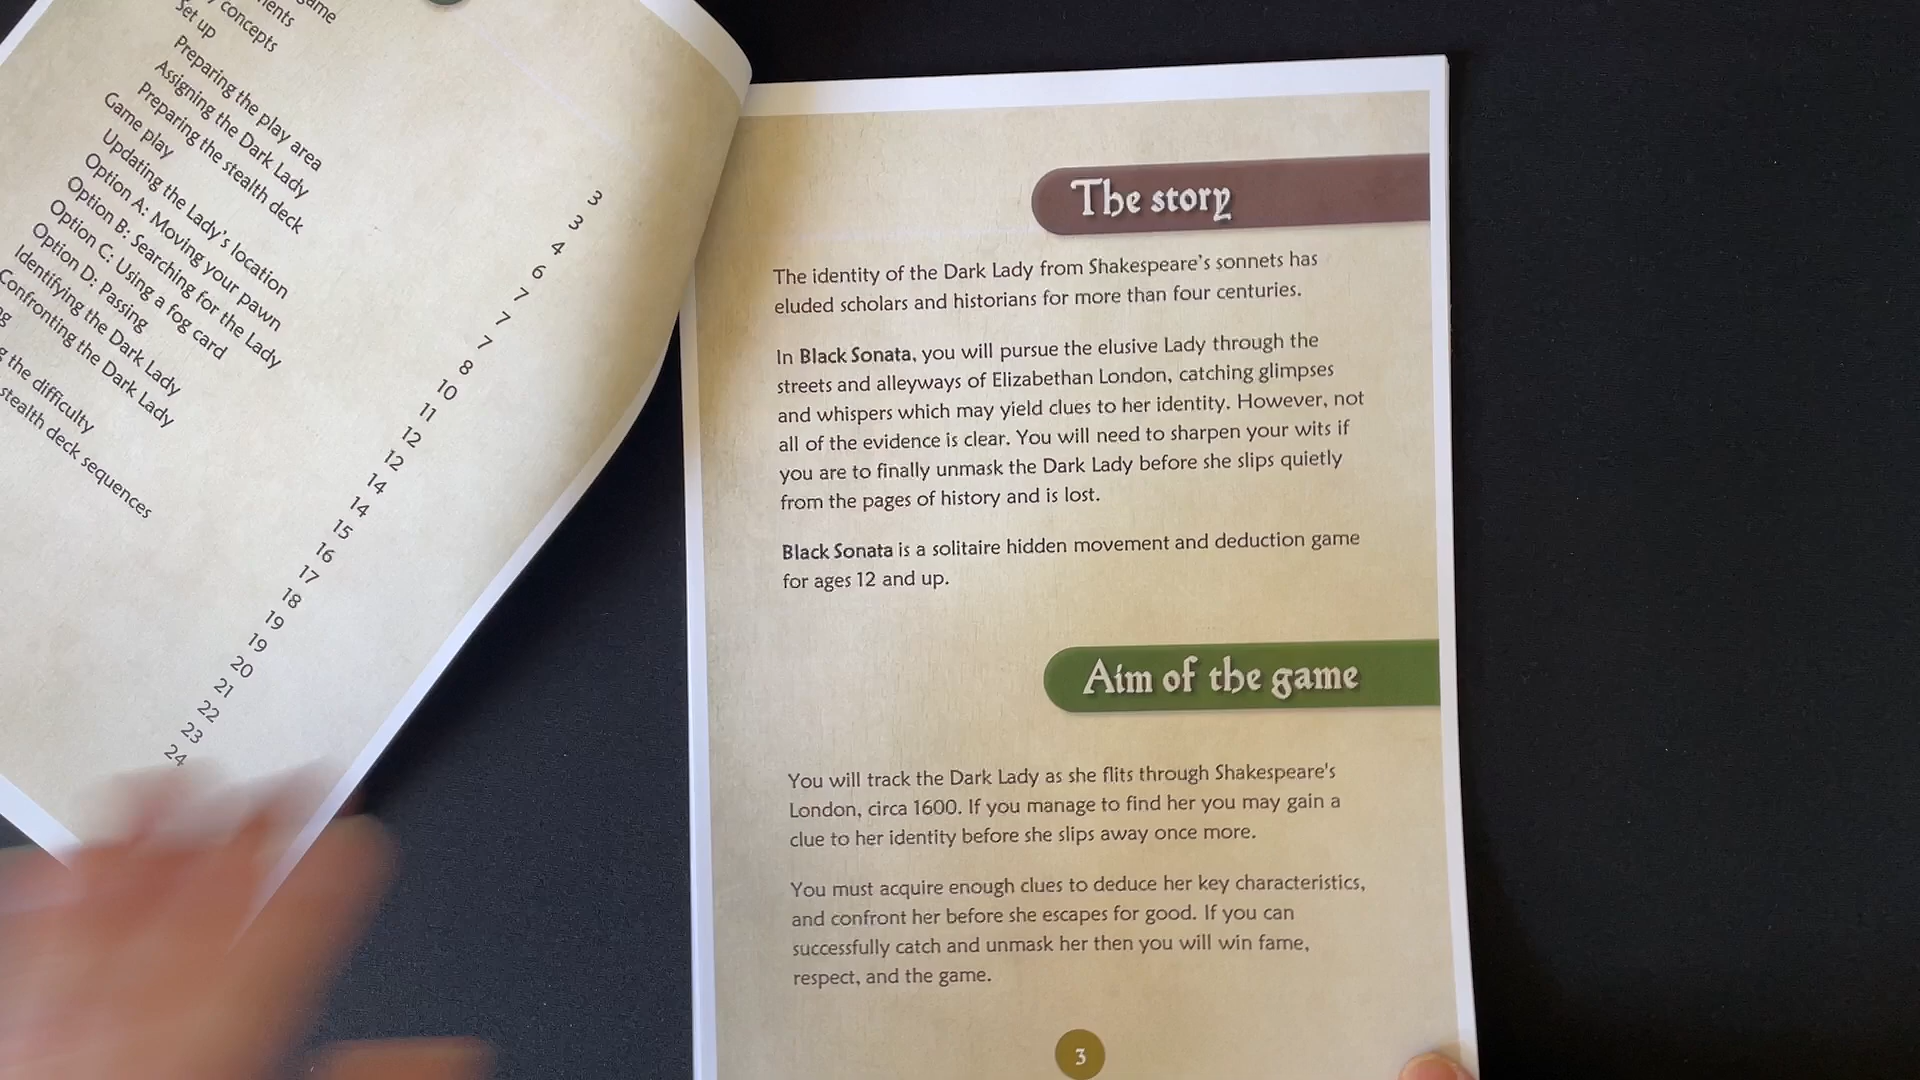 game
concepts
Set up
Preparing the play area
Assigning the Dark Lady
Preparing the stealth deck
Game play
Updating the Lady's location
Option A: Moving your pawn
Option B: Searching for the Lady
Option C: Using a fog card
Option D: Passing
Identifying the Dark Lady
Confronting the Dark Lady
the difficulty
stealth deck sequences
3
3
4
6
7
7
7
8
10
11
12
12
14
14
15
16
17
18
19
19
20
21
22
23
24
The story
The identity of the Dark Lady from Shakespeare's sonnets has
eluded scholars and historians for more than four centuries.
In Black Sonata, you will pursue the elusive Lady through the
streets and alleyways of Elizabethan London, catching glimpses
and whispers which may yield clues to her identity. However, not
all of the evidence is clear. You will need to sharpen your wits if
you are to finally unmask the Dark Lady before she slips quietly
from the pages of history and is lost.
Black Sonata is a solitaire hidden movement and deduction game
for ages 12 and up.
Aim of the game
You will track the Dark Lady as she flits through Shakespeare's
London, circa 1600. If you manage to find her you may gain a
clue to her identity before she slips away once more.
You must acquire enough clues to deduce her key characteristics,
and confront her before she escapes for good. If you can
successfully catch and unmask her then you will win fame,
respect, and the game.
3